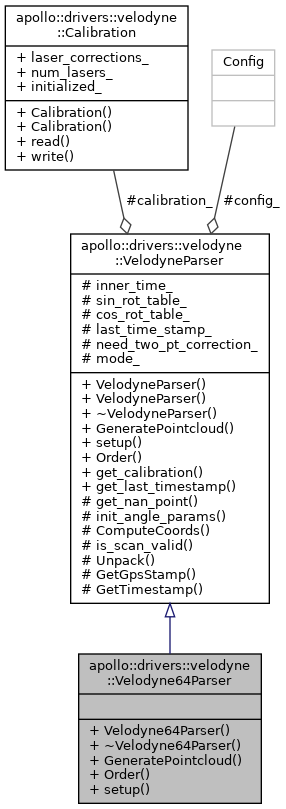 apollo::drivers::velodyne
::Calibration
+ laser_corrections_
+ num_lasers_
+ initialized_
+ Calibration()
+ Calibration()
+ read()
+ write()
Config
#calibration_
#config_
apollo::drivers::velodyne
::VelodyneParser
# inner_time_
# sin_rot_table_
# cos_rot_table_
# last_time_stamp_
# need_two_pt_correction_
# mode_
+ VelodyneParser()
+ VelodyneParser()
+ ~VelodyneParser()
+ GeneratePointcloud()
+ setup()
+ Order()
+ get_calibration()
+ get_last_timestamp()
# get_nan_point()
# init_angle_params()
# ComputeCoords()
# is_scan_valid()
# Unpack()
# GetGpsStamp()
# GetTimestamp()
apollo::drivers::velodyne
::Velodyne64Parser
+ Velodyne64Parser()
+ ~Velodyne64Parser()
+ GeneratePointcloud()
+ Order()
+ setup()